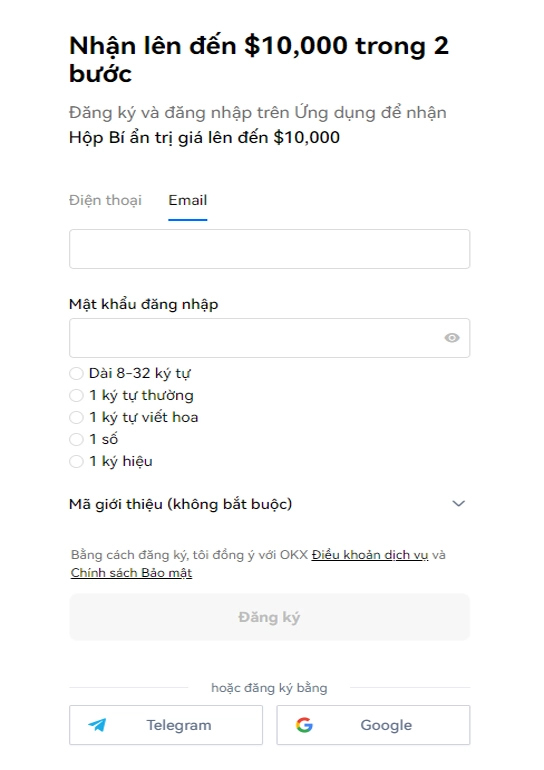 Nhận lên đến $10,000 trong 2
bước
Đăng ký và đăng nhập trên Ứng dụng để nhận
Hộp Bí ẩn trị giá lên đến $10,000
Điện thoại Email
Mật khẩu đăng nhập
Dài 8-32 ký tự
1 ký tự thường
1 ký tự viết hoa
1 số
1 ký hiệu
Mã giới thiệu (không bắt buộc)
Bằng cách đăng ký, tôi đồng ý với OKX Điều khoản dịch vụ và
Chính sách Bảo mật
Đăng ký
hoặc đăng ký bằng
Telegram Google